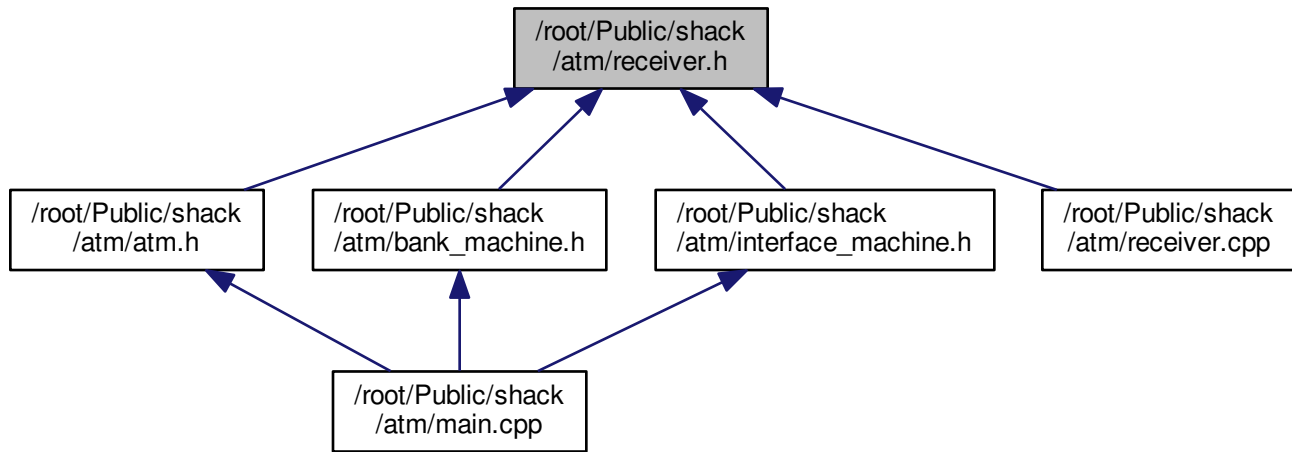 /root/Public/shack
/atm/receiver.h
/root/Public/shack
/atm/atm.h
/root/Public/shack
/atm/bank_machine.h
/root/Public/shack
/atm/interface_machine.h
/root/Public/shack
/atm/receiver.cpp
/root/Public/shack
/atm/main.cpp